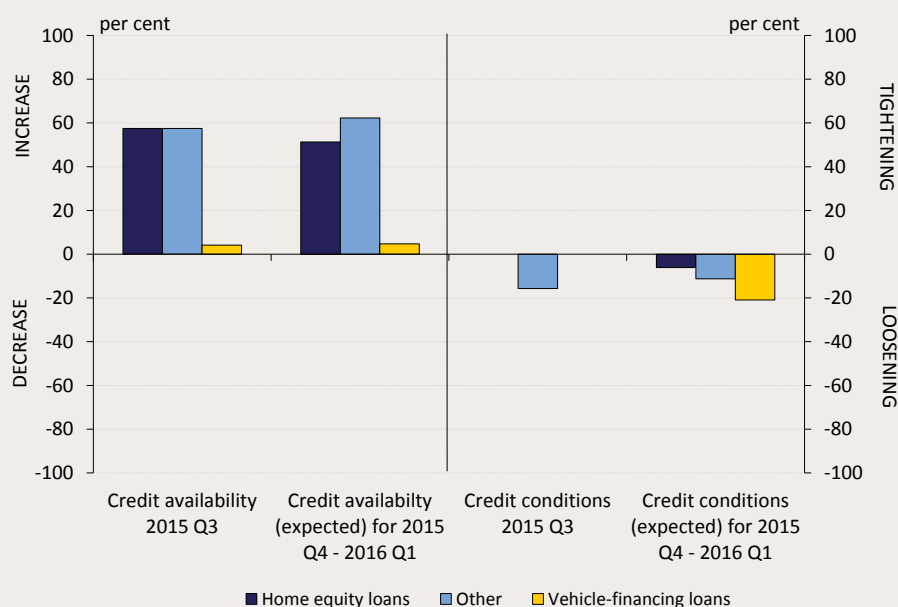 per cent
per cent
100
80
60
40
20
0
-20
-40
-60
-80
-100
INCREASE
DECREASE
100
80
60
40
20
0
-20
-40
-60
-80
-100
TIGHTENING
LOOSENING
Credit availability
2015 Q3
Credit availabilty
(expected) for 2015
Q4 - 2016 Q1
Credit conditions
2015 Q3
Credit conditions
(expected) for 2015
Q4 - 2016 Q1
Home equity loans
Other
Vehicle-financing loans